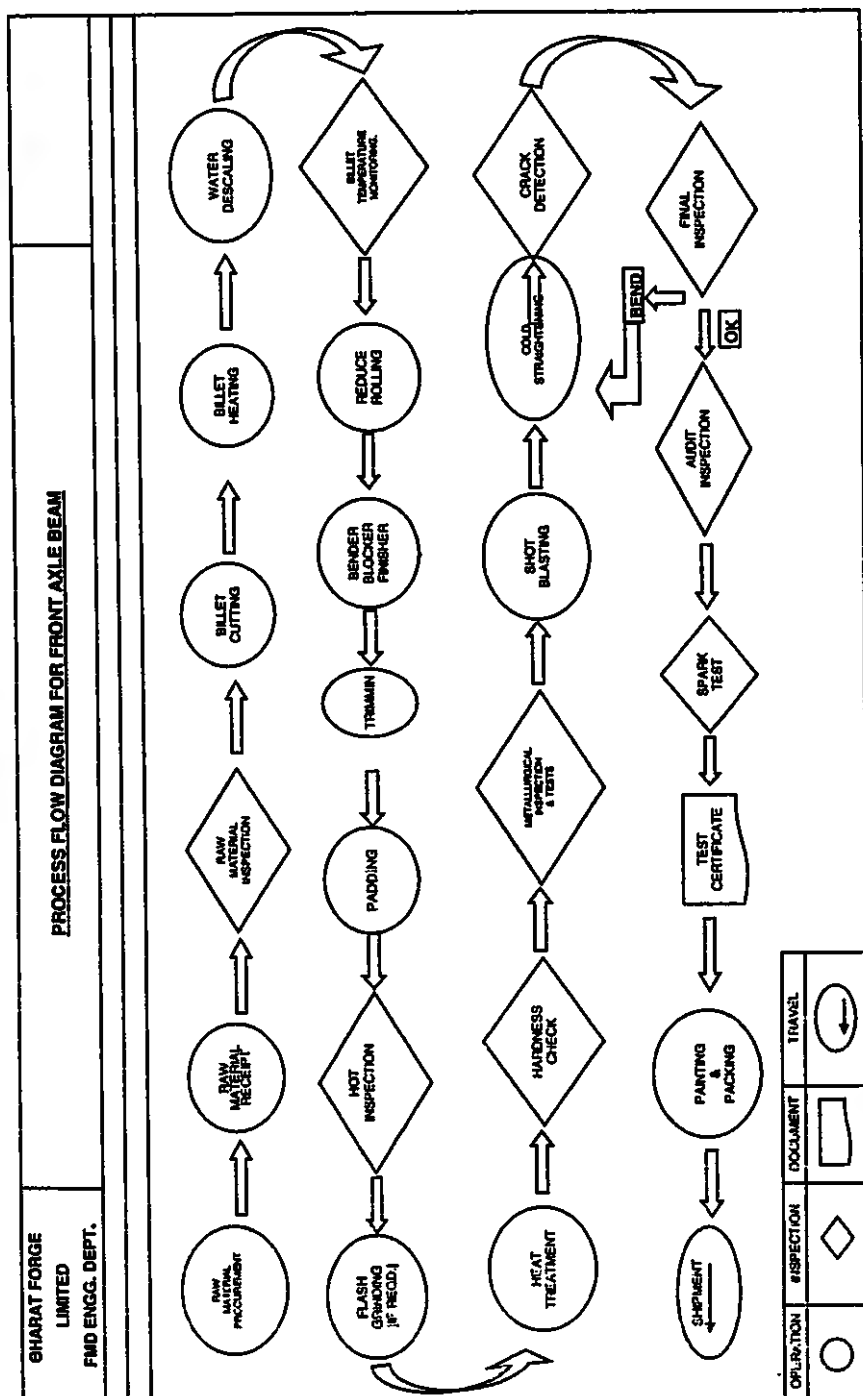 BHARAT FORGE
LIMITED
FMD ENGG. DEPT.
PROCESS FLOW DIAGRAM FOR FRONT AXLE BEAM
RAW
MATERIAL
PROCUREMENT
RAW
MATERIAL
RECEIPT
RAW
MATERIAL
INSPECTION
BILLET
CUTTING
BILLET
HEATING
WATER
DESCALING
BILLET
TEMPERATURE
MONITORING.
REDUCE
ROLLING
BENDER
BLOCKER
FINISHER
TRIMMIN
PADDING
HOT
INSPECTION
FLASH
GRINDING
[IF REQD.]
HEAT
TREATMENT
HARDNESS
CHECK
METALLURGICAL
INSPECTION
& TESTS
SHOT
BLASTING
COLD
STRAIGHTENING
CRACK
DETECTION
FINAL
INSPECTION
BEND
OK
AUDIT
INSPECTION
SPARK
TEST
TEST
CERTIFICATE
PAINTING
&
PACKING
SHIPMENT
OPERATION
INSPECTION
DOCUMENT
TRAVEL